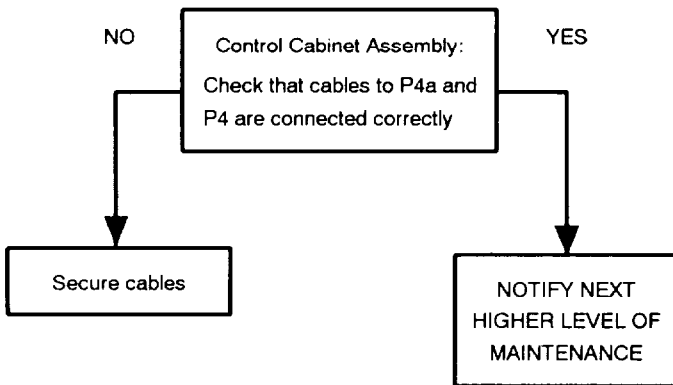 NO
Control Cabinet Assembly:
Check that cables to P4a and
P4 are connected correctly
YES
Secure cables
NOTIFY NEXT
HIGHER LEVEL OF
MAINTENANCE